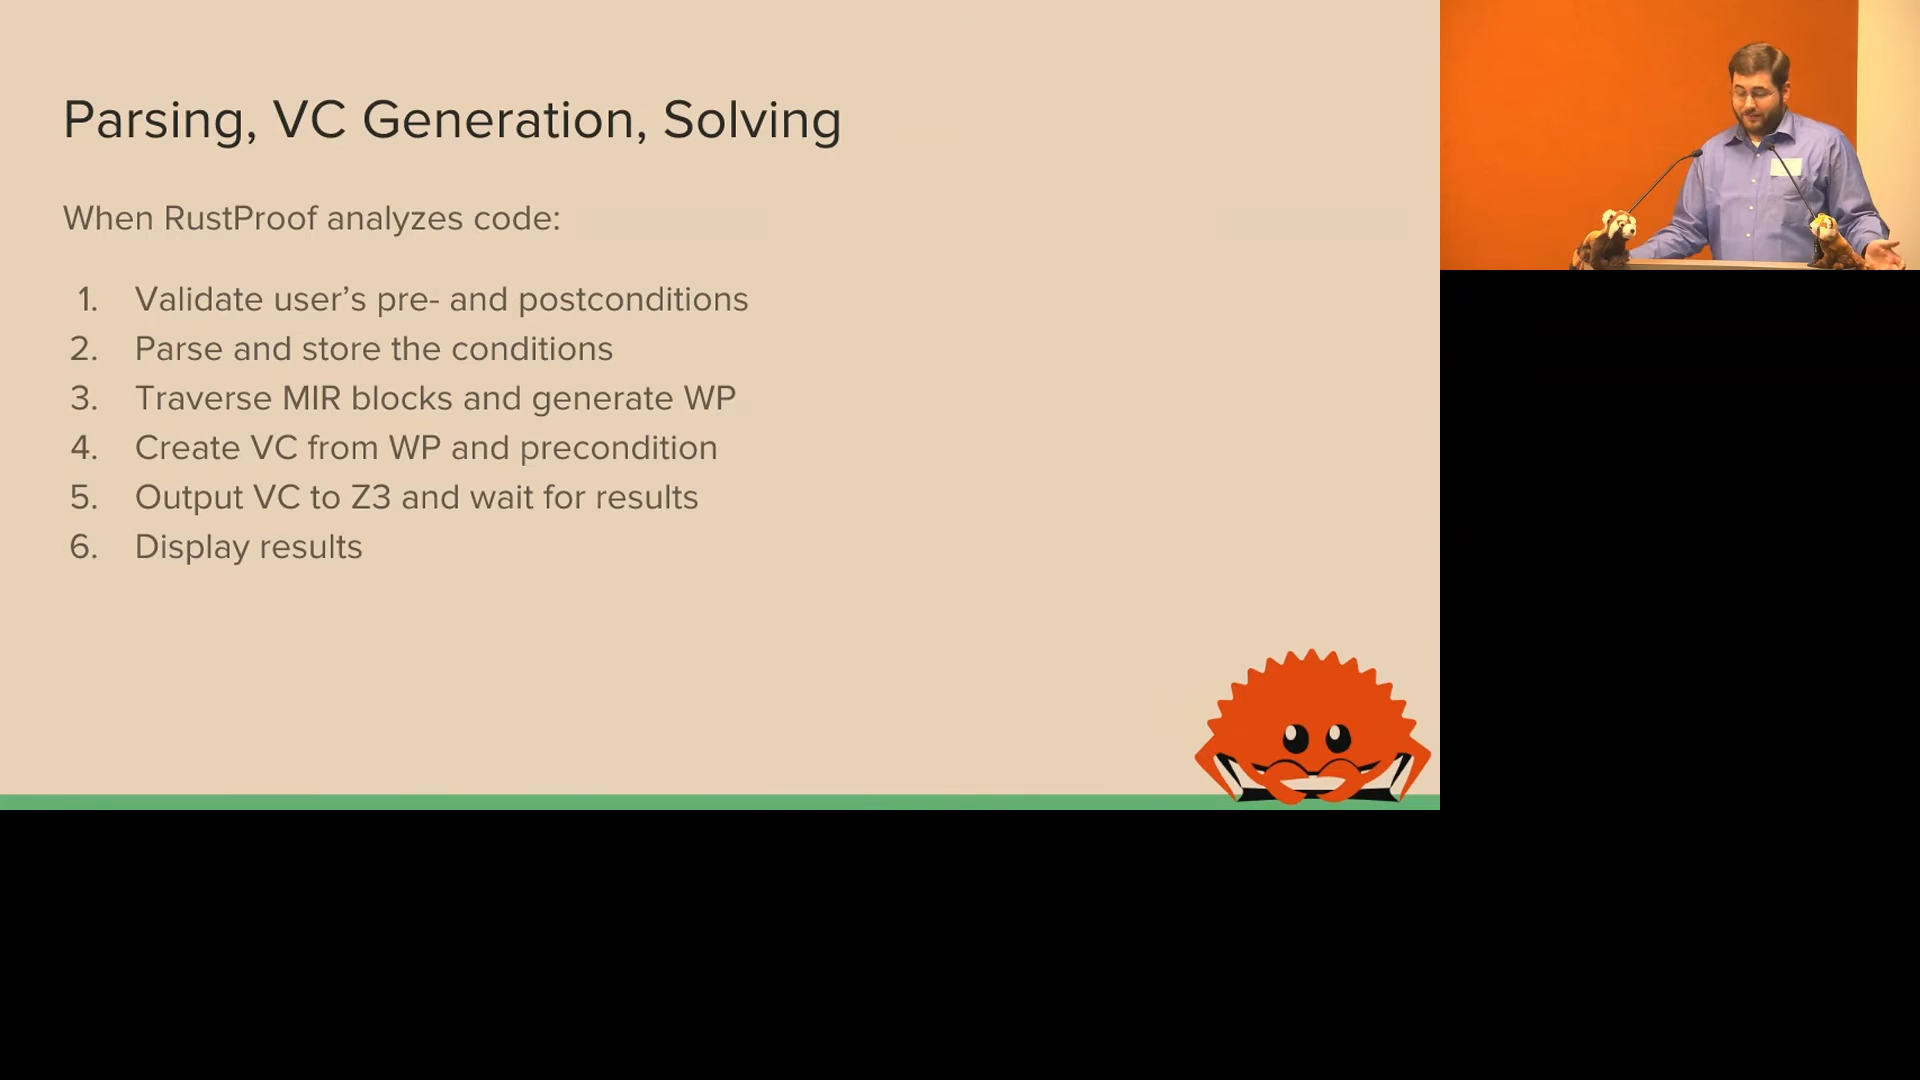 Parsing, VC Generation, Solving
When RustProof analyzes code:
1. Validate user’s pre- and postconditions
2. Parse and store the conditions
3. Traverse MIR blocks and generate WP
4. Create VC from WP and precondition
5. Output VC to Z3 and wait for results
6. Display results